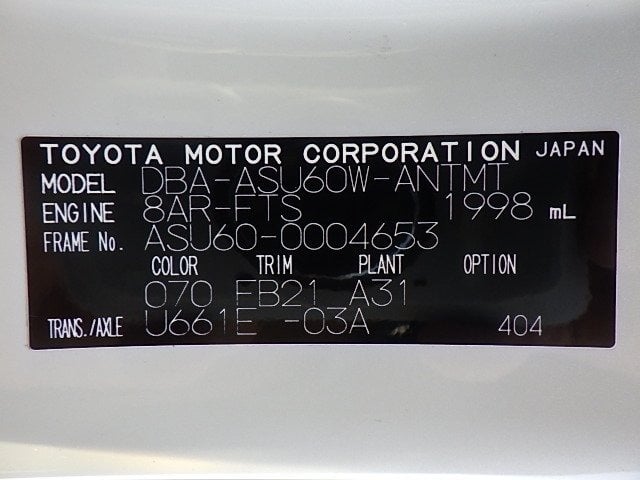 TOYOTA MOTOR CORPORATION JAPAN
MODEL DBA-ASU60W-ANTMT
ENGINE 8AR-FTS 1998 mL
FRAME No. ASU60-0004653
COLOR TRIM PLANT OPTION
070 FB21 A31
TRANS./AXLE U661E -03A 404